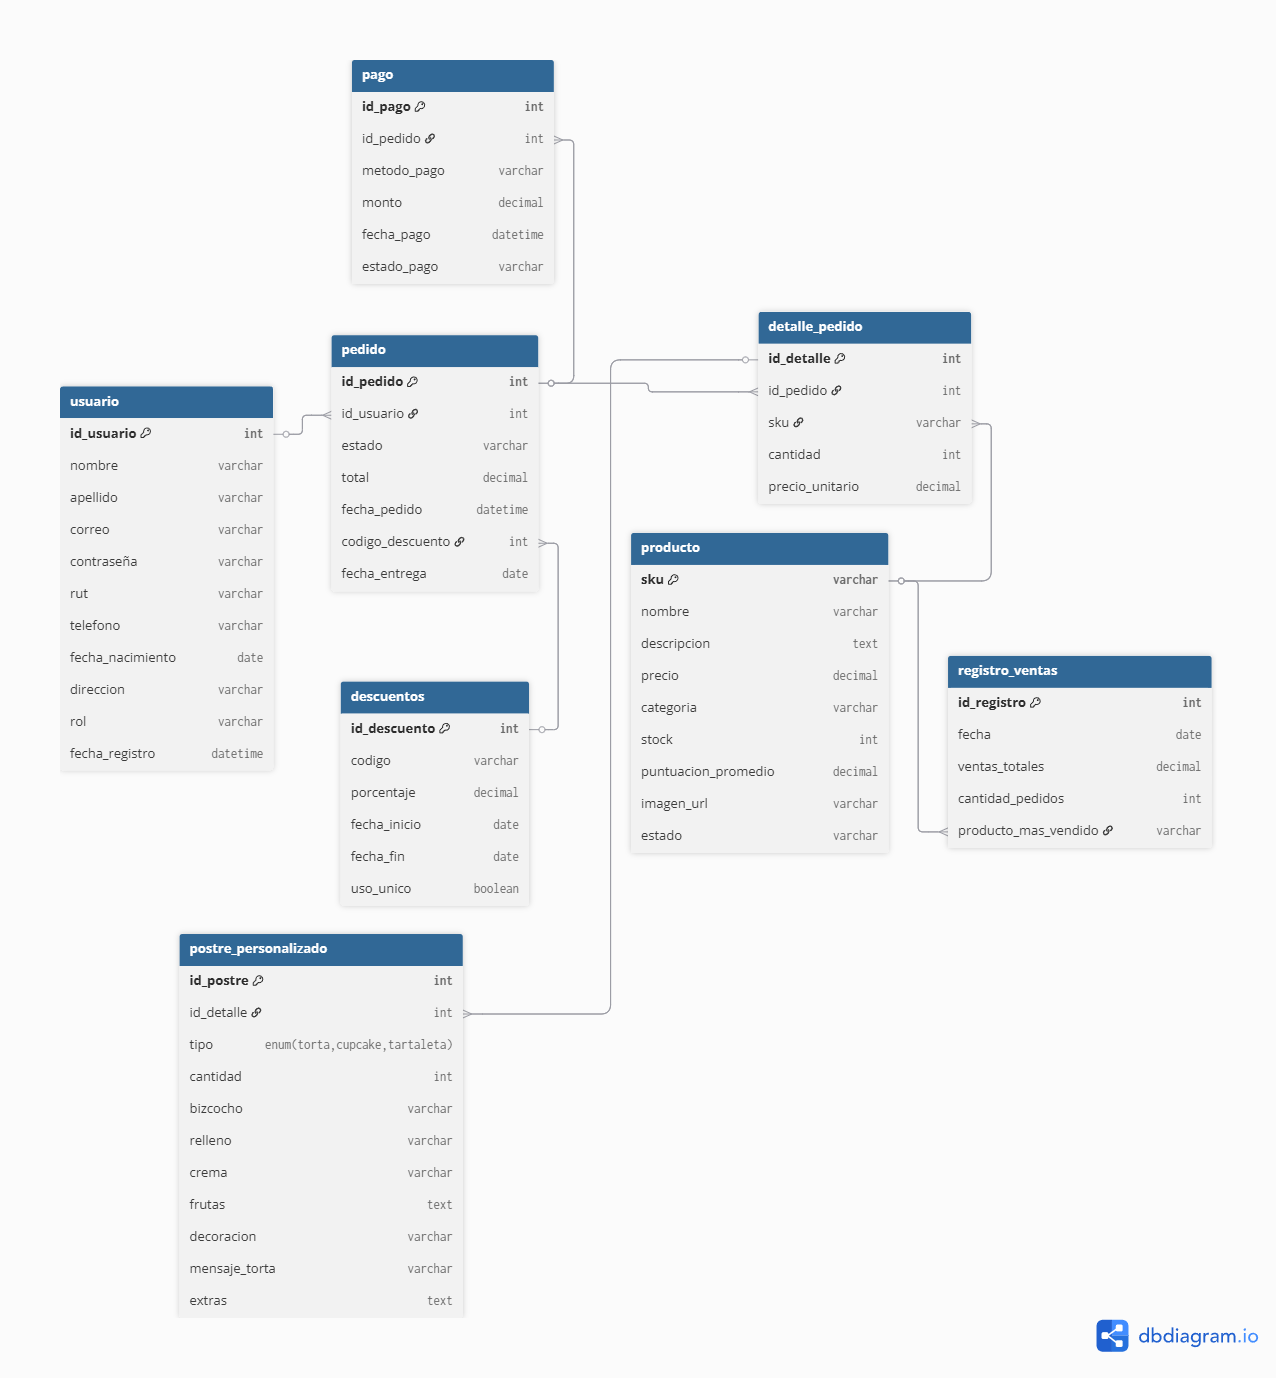 pago
id_pago int
id_pedido int
metodo_pago varchar
monto decimal
fecha_pago datetime
estado_pago varchar
pedido
id_pedido int
id_usuario int
estado varchar
total decimal
fecha_pedido datetime
codigo_descuento int
fecha_entrega date
detalle_pedido
id_detalle int
id_pedido int
sku varchar
cantidad int
precio_unitario decimal
usuario
id_usuario int
nombre varchar
apellido varchar
correo varchar
contraseña varchar
rut varchar
telefono varchar
fecha_nacimiento date
direccion varchar
rol varchar
fecha_registro datetime
producto
sku varchar
nombre varchar
descripcion text
precio decimal
categoria varchar
stock int
puntuacion_promedio decimal
imagen_url varchar
estado varchar
registro_ventas
id_registro int
fecha date
ventas_totales decimal
cantidad_pedidos int
producto_mas_vendido varchar
descuentos
id_descuento int
codigo varchar
porcentaje decimal
fecha_inicio date
fecha_fin date
uso_unico boolean
postre_personalizado
id_postre int
id_detalle int
tipo enum(torta,cupcake,tartaleta)
cantidad int
bizcocho varchar
relleno varchar
crema varchar
frutas text
decoracion varchar
mensaje_torta varchar
extras text
dbdiagram.io